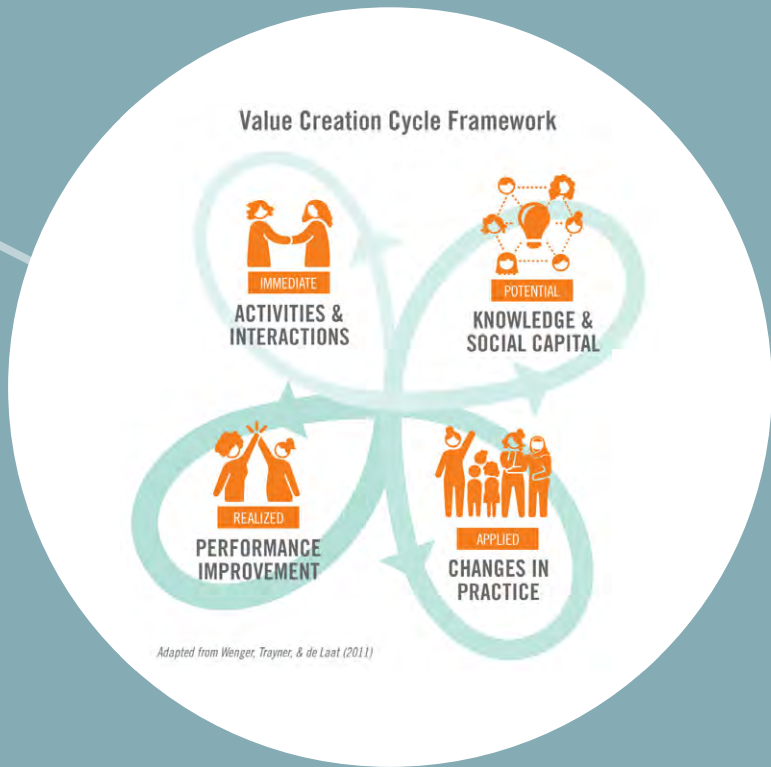 Value Creation Cycle Framework
IMMEDIATE
ACTIVITIES &
INTERACTIONS
POTENTIAL
KNOWLEDGE &
SOCIAL CAPITAL
REALIZED
PERFORMANCE
IMPROVEMENT
APPLIED
CHANGES IN
PRACTICE
Adapted from Wenger, Trayner, & de Laat (2011)